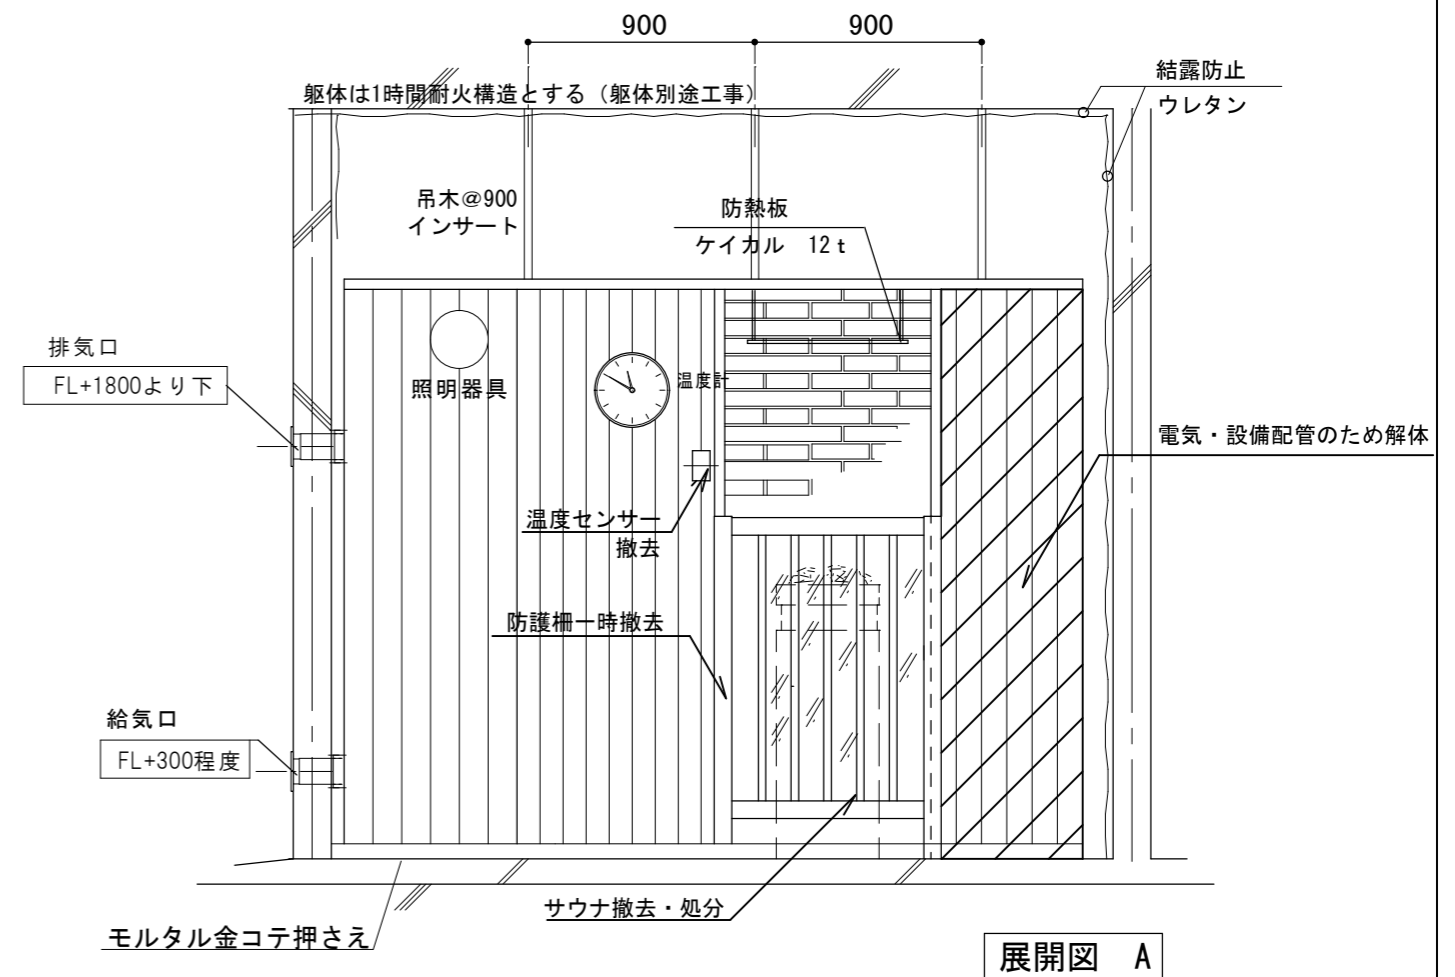 900
900
躯体は1時間耐火構造とする（躯体別途工事）
結露防止
ウレタン
吊木@900
インサート
防熱板
ケイカル 12t
排気口
FL+1800より下
照明器具
温度計
電気・設備配管のため解体
温度センサー
撤去
防護柵一時撤去
給気口
FL+300程度
サウナ撤去・処分
モルタル金コテ押さえ
展開図 A